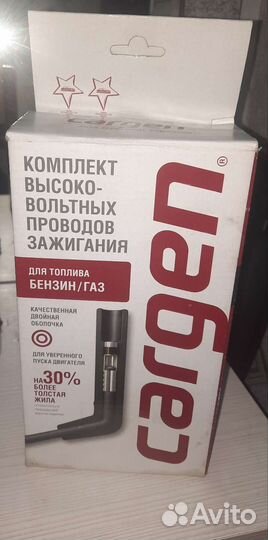 cargen
КОМПЛЕКТ
ВЫСОКО-
ВОЛЬТНЫХ
ПРОВОДОВ
ЗАЖИГАНИЯ
ДЛЯ ТОПЛИВА
БЕНЗИН/ГАЗ
КАЧЕСТВЕННАЯ
ДВОЙНАЯ
ОБОЛОЧКА
ДЛЯ УВЕРЕННОГО
ПУСКА ДВИГАТЕЛЯ
НА 30%
БОЛЕЕ
ТОЛСТАЯ
ЖИЛА
cargen®
Avito